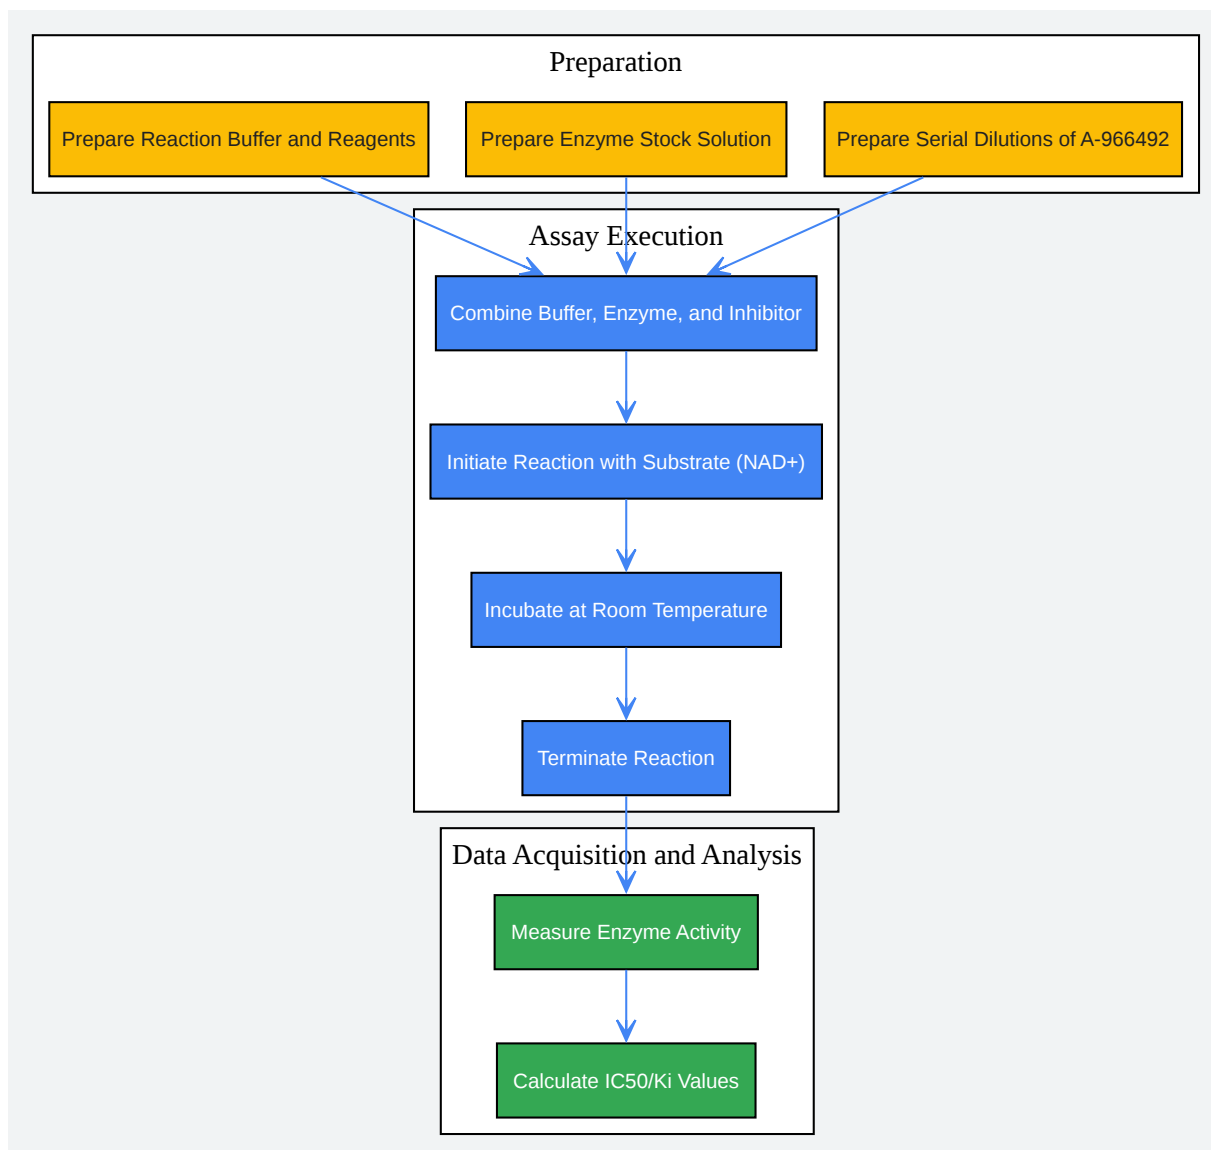 Preparation
Prepare Reaction Buffer and Reagents
Prepare Enzyme Stock Solution
Prepare Serial Dilutions of A-966492
Assay Execution
Combine Buffer, Enzyme, and Inhibitor
Initiate Reaction with Substrate (NAD+)
Incubate at Room Temperature
Terminate Reaction
Data Acquisition and Analysis
Measure Enzyme Activity
Calculate IC50/Ki Values